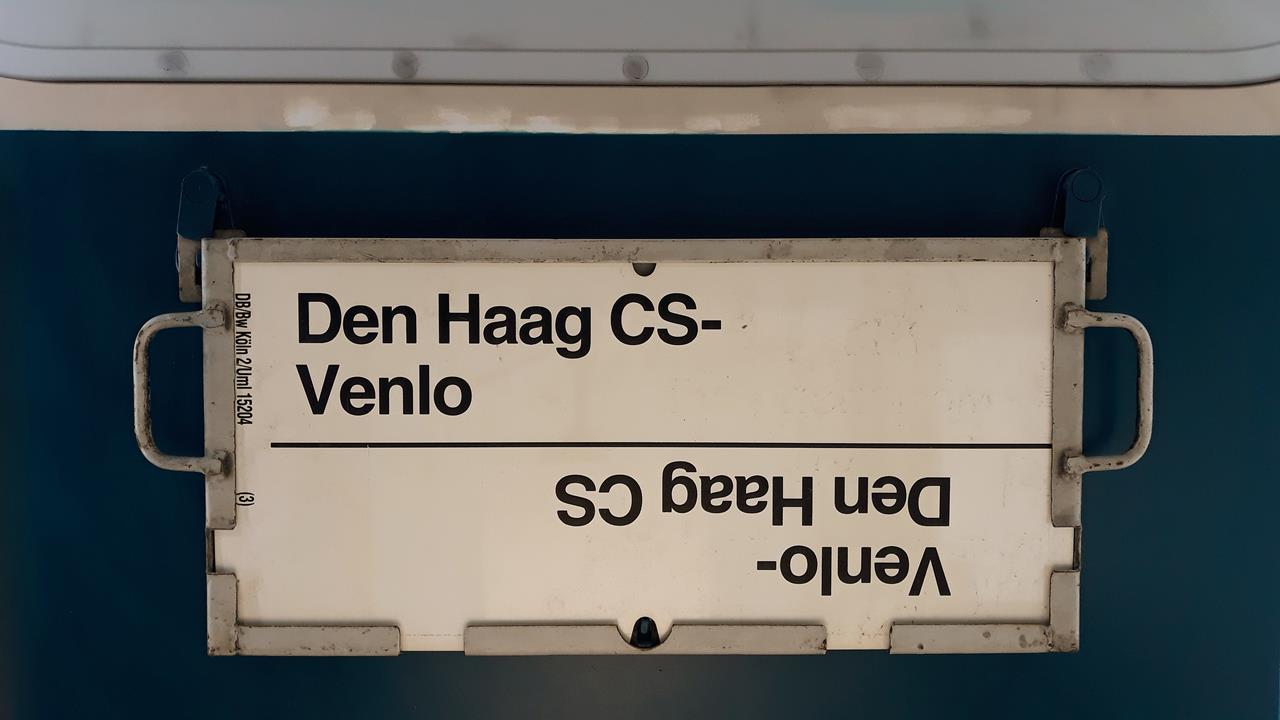 Den Haag CS-
Venlo
Venlo-
Den Haag CS
DB/Bw Köln 2/Uml 15204
(3)